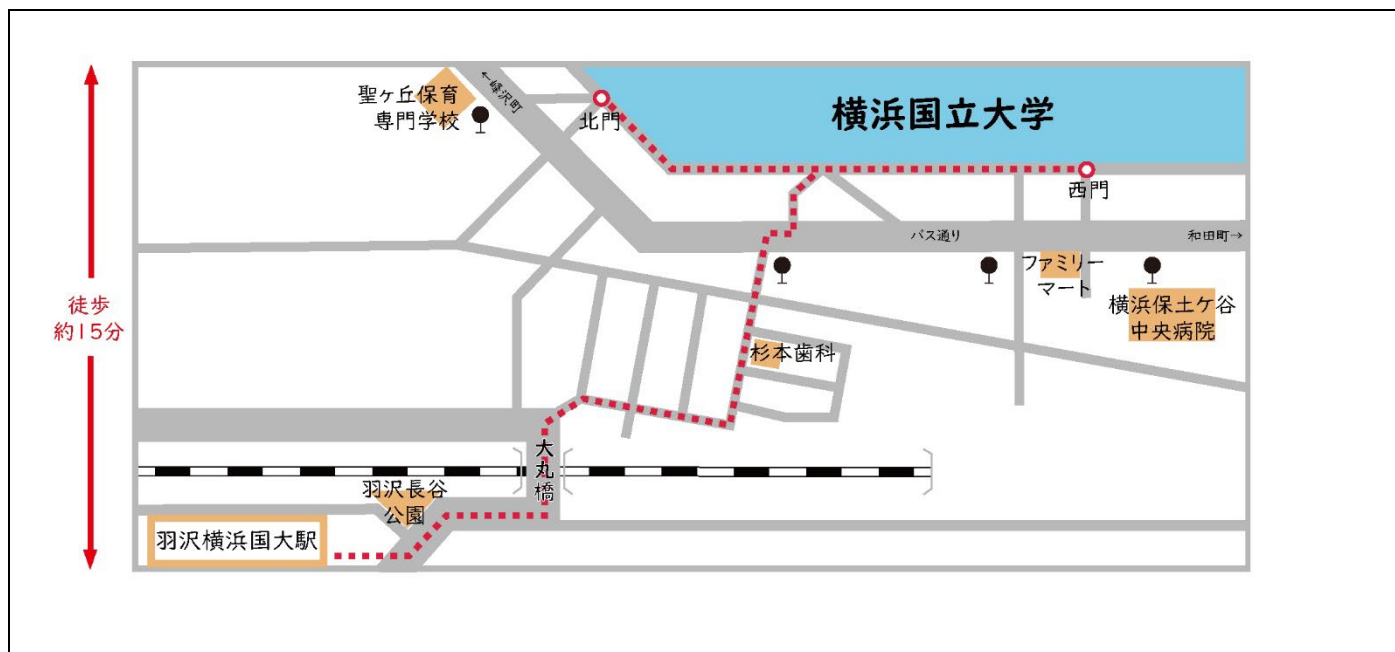 ←峰沢町
聖ヶ丘保育
専門学校
北門
横浜国立大学
西門
バス通り
和田町→
ファミリー
マート
横浜保土ケ谷
中央病院
徒歩
約15分
杉本歯科
大丸橋
羽沢長谷
公園
羽沢横浜国大駅